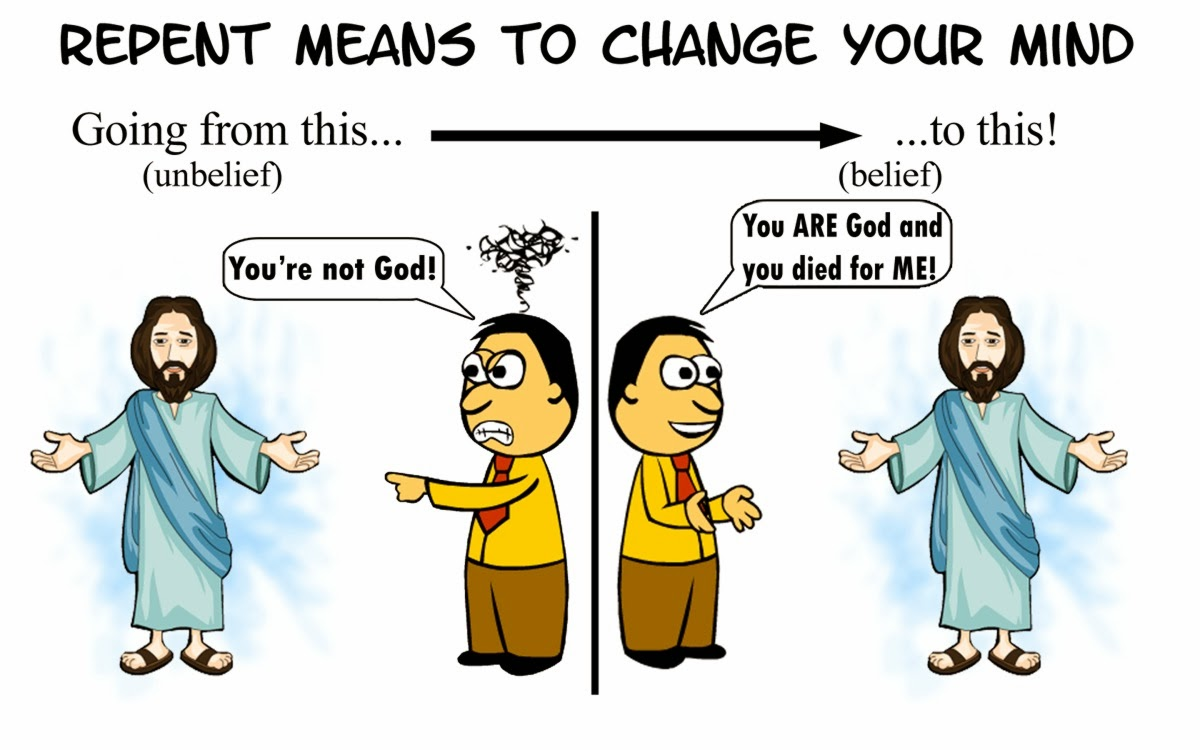 REPENT MEANS TO CHANGE YOUR MIND
Going from this...
(unbelief)
...to this!
(belief)
You're not God!
You ARE God and
you died for ME!